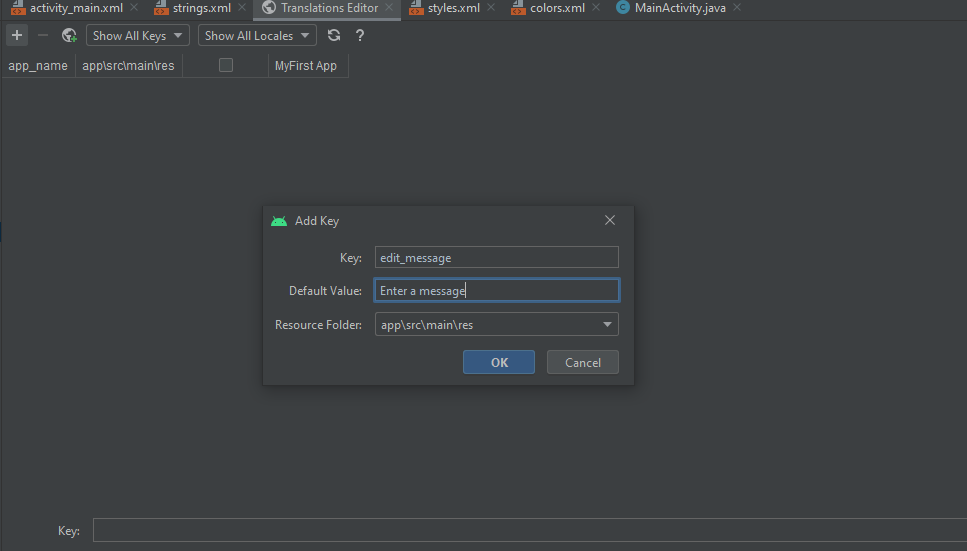 activity_main.xml strings.xml Translations Editor styles.xml colors.xml MainActivity.java
Show All Keys Show All Locales ?
app_name app\src\main\res MyFirst App
Add Key
Key: edit_message
Default Value: Enter a message
Resource Folder: app\src\main\res
OK Cancel
Key: